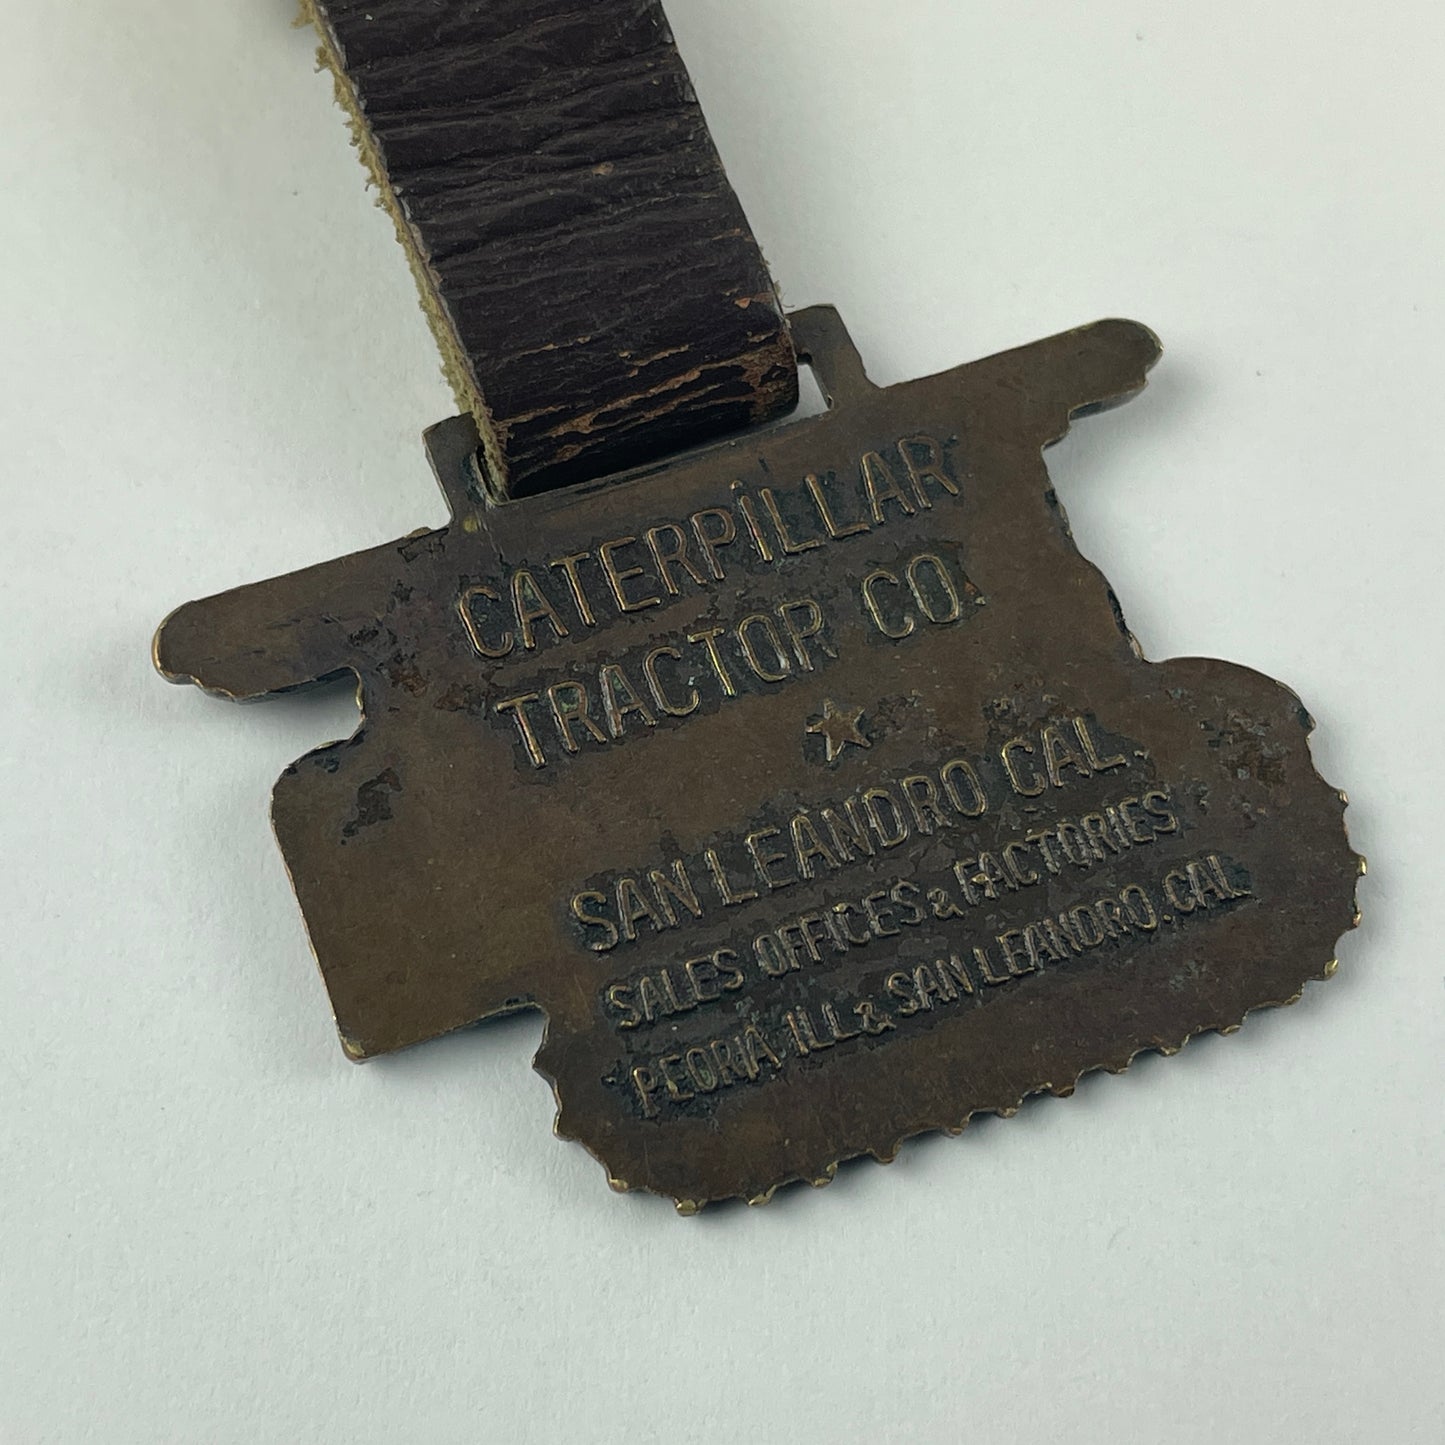 CATERPILLAR
TRACTOR CO.
SAN LEANDRO CAL.
SALES OFFICES & FACTORIES
PEORIA ILL & SAN LEANDRO. CAL.